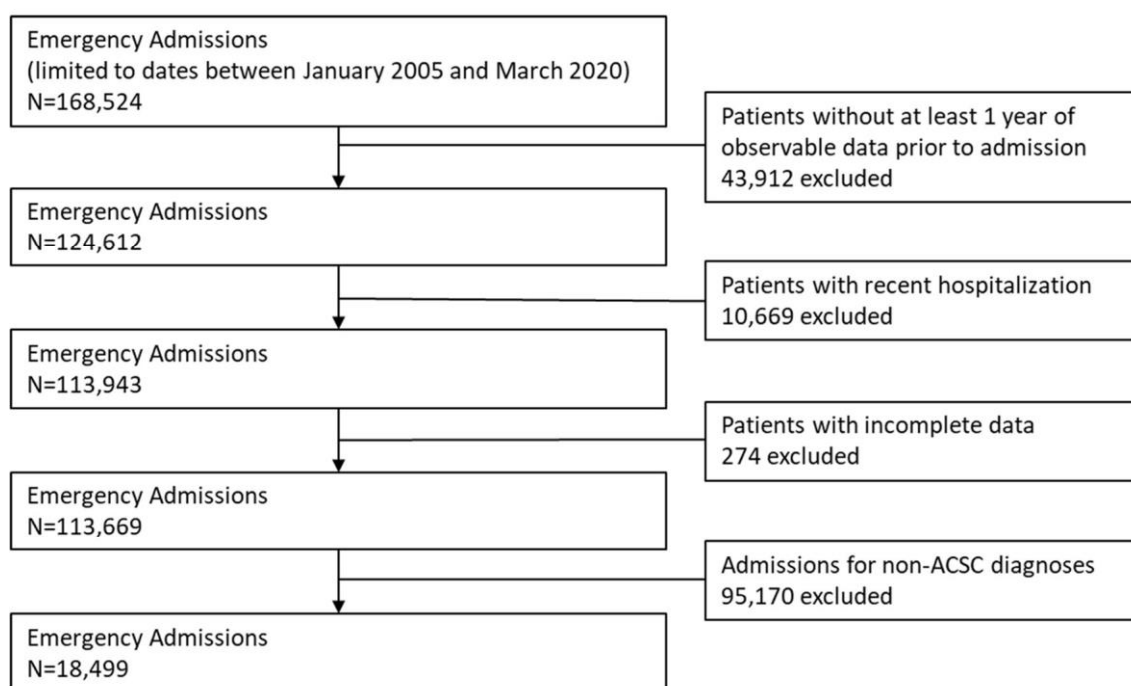 Emergency Admissions
(limited to dates between January 2005 and March 2020)
N=168,524
Patients without at least 1 year of
observable data prior to admission
43,912 excluded
Emergency Admissions
N=124,612
Patients with recent hospitalization
10,669 excluded
Emergency Admissions
N=113,943
Patients with incomplete data
274 excluded
Emergency Admissions
N=113,669
Admissions for non-ACSC diagnoses
95,170 excluded
Emergency Admissions
N=18,499